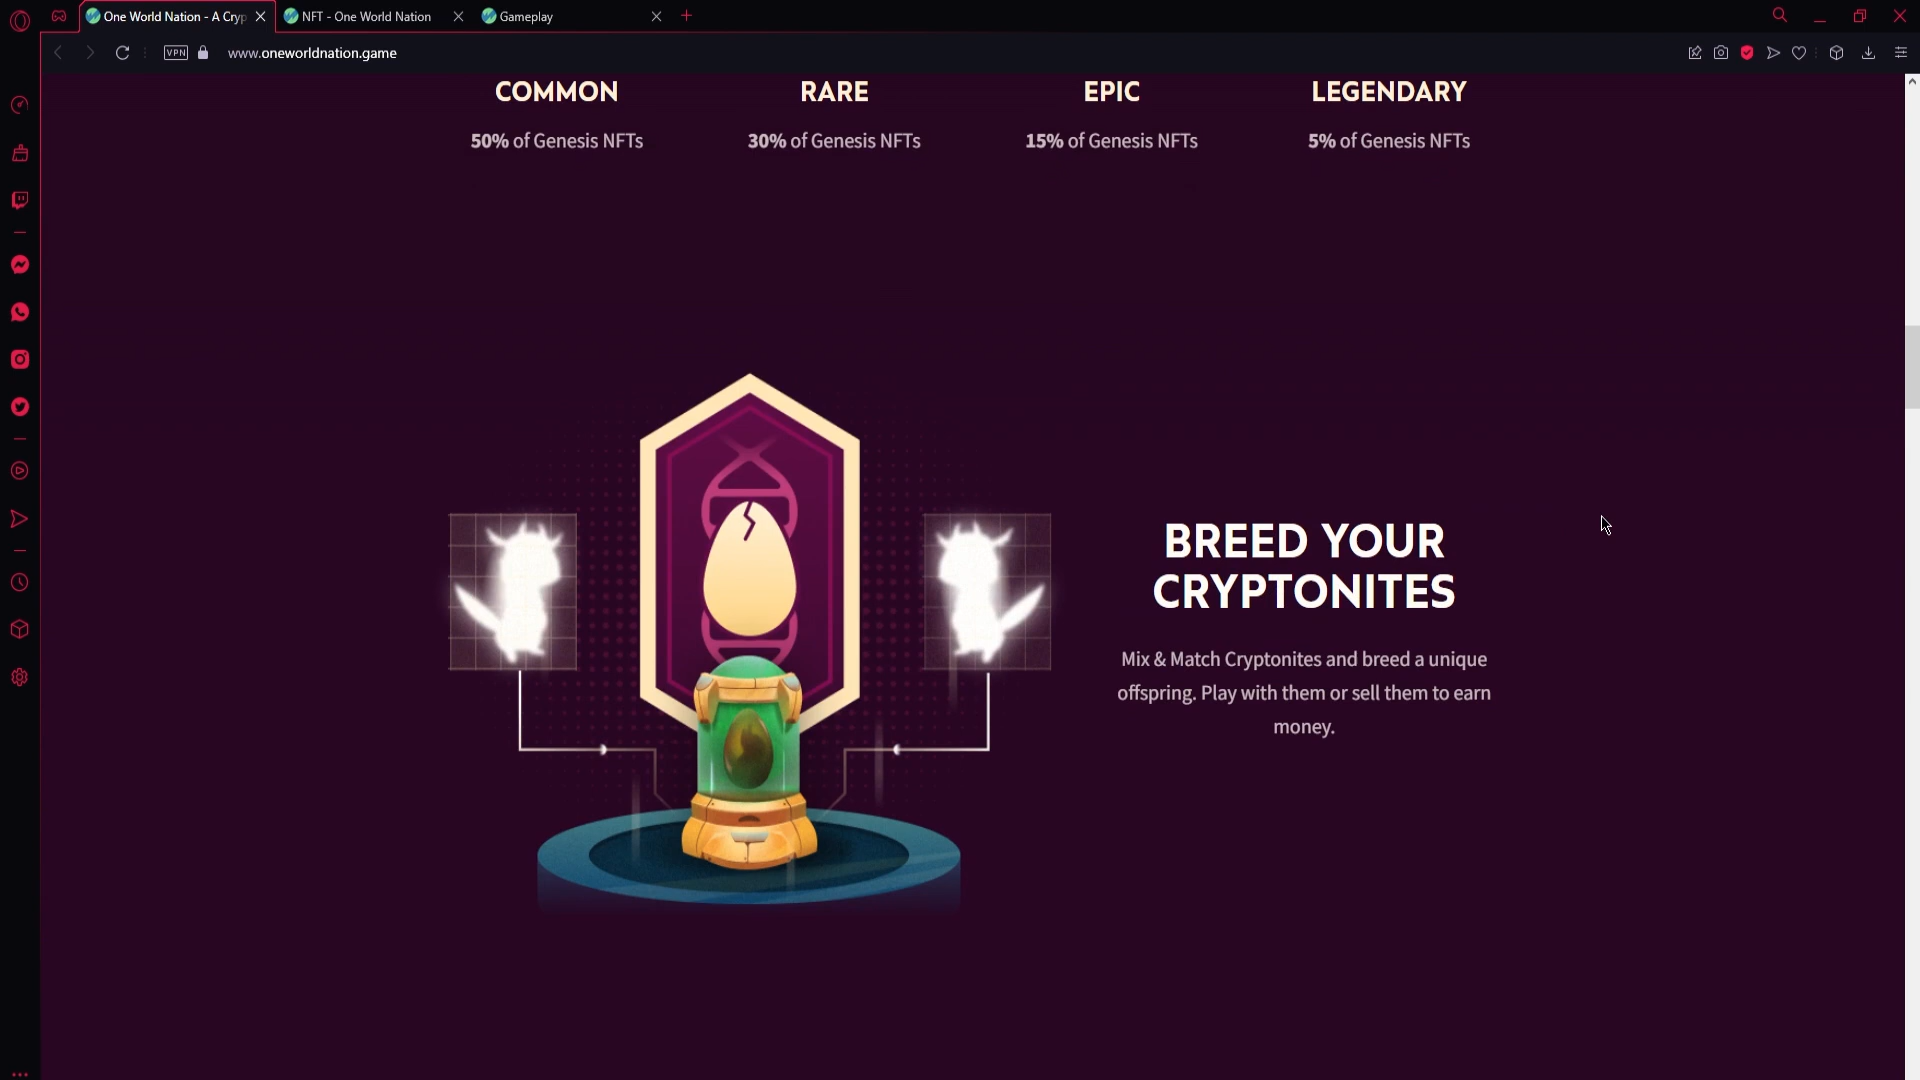 One World Nation - A Cryp
NFT - One World Nation
Gameplay
VPN
www.oneworldnation.game
COMMON
RARE
EPIC
LEGENDARY
50% of Genesis NFTs
30% of Genesis NFTs
15% of Genesis NFTs
5% of Genesis NFTs
BREED YOUR
CRYPTONITES
Mix & Match Cryptonites and breed a unique
offspring. Play with them or sell them to earn
money.